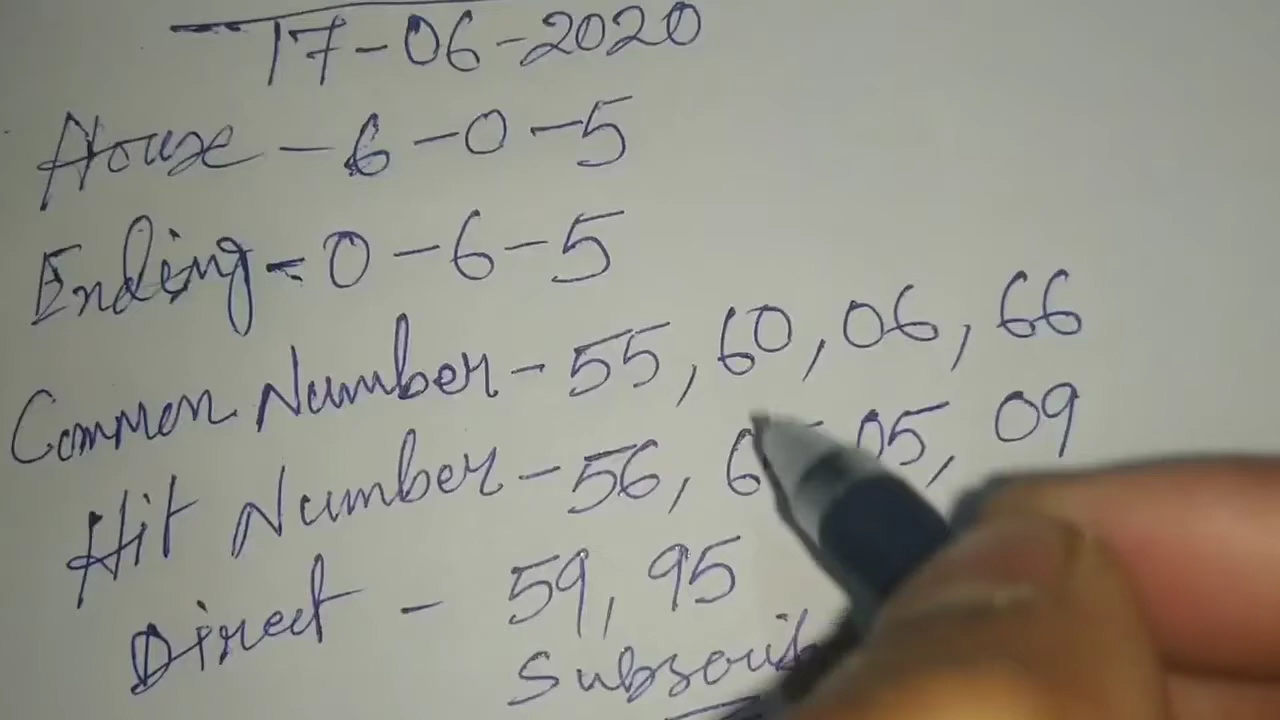 17-06-2020
House - 6-0-5
Ending - 0-6-5
Common Number - 55, 60, 06, 66
Hit Number - 56, 05, 09
Direct - 59, 95